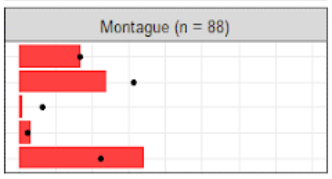 Montague (n = 88)